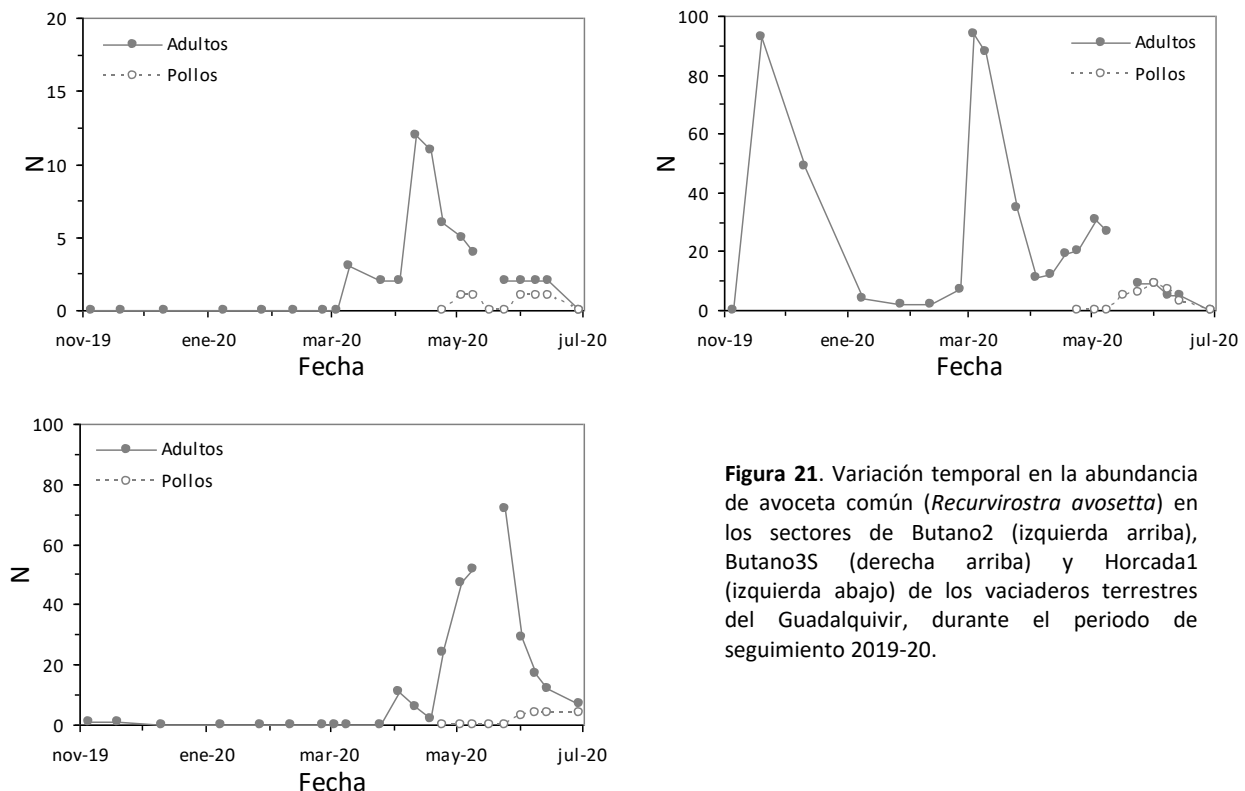 20
15
10
5
0
N
Adultos
Pollos
nov-19 ene-20 mar-20 may-20 jul-20
Fecha
100
80
60
40
20
0
N
Adultos
Pollos
nov-19 ene-20 mar-20 may-20 jul-20
Fecha
100
80
60
40
20
0
N
Adultos
Pollos
nov-19 ene-20 mar-20 may-20 jul-20
Fecha
Figura 21. Variación temporal en la abundancia
de avoceta común (Recurvirostra avosetta) en
los sectores de Butano2 (izquierda arriba),
Butano3S (derecha arriba) y Horcada1
(izquierda abajo) de los vaciaderos terrestres
del Guadalquivir, durante el periodo de
seguimiento 2019-20.